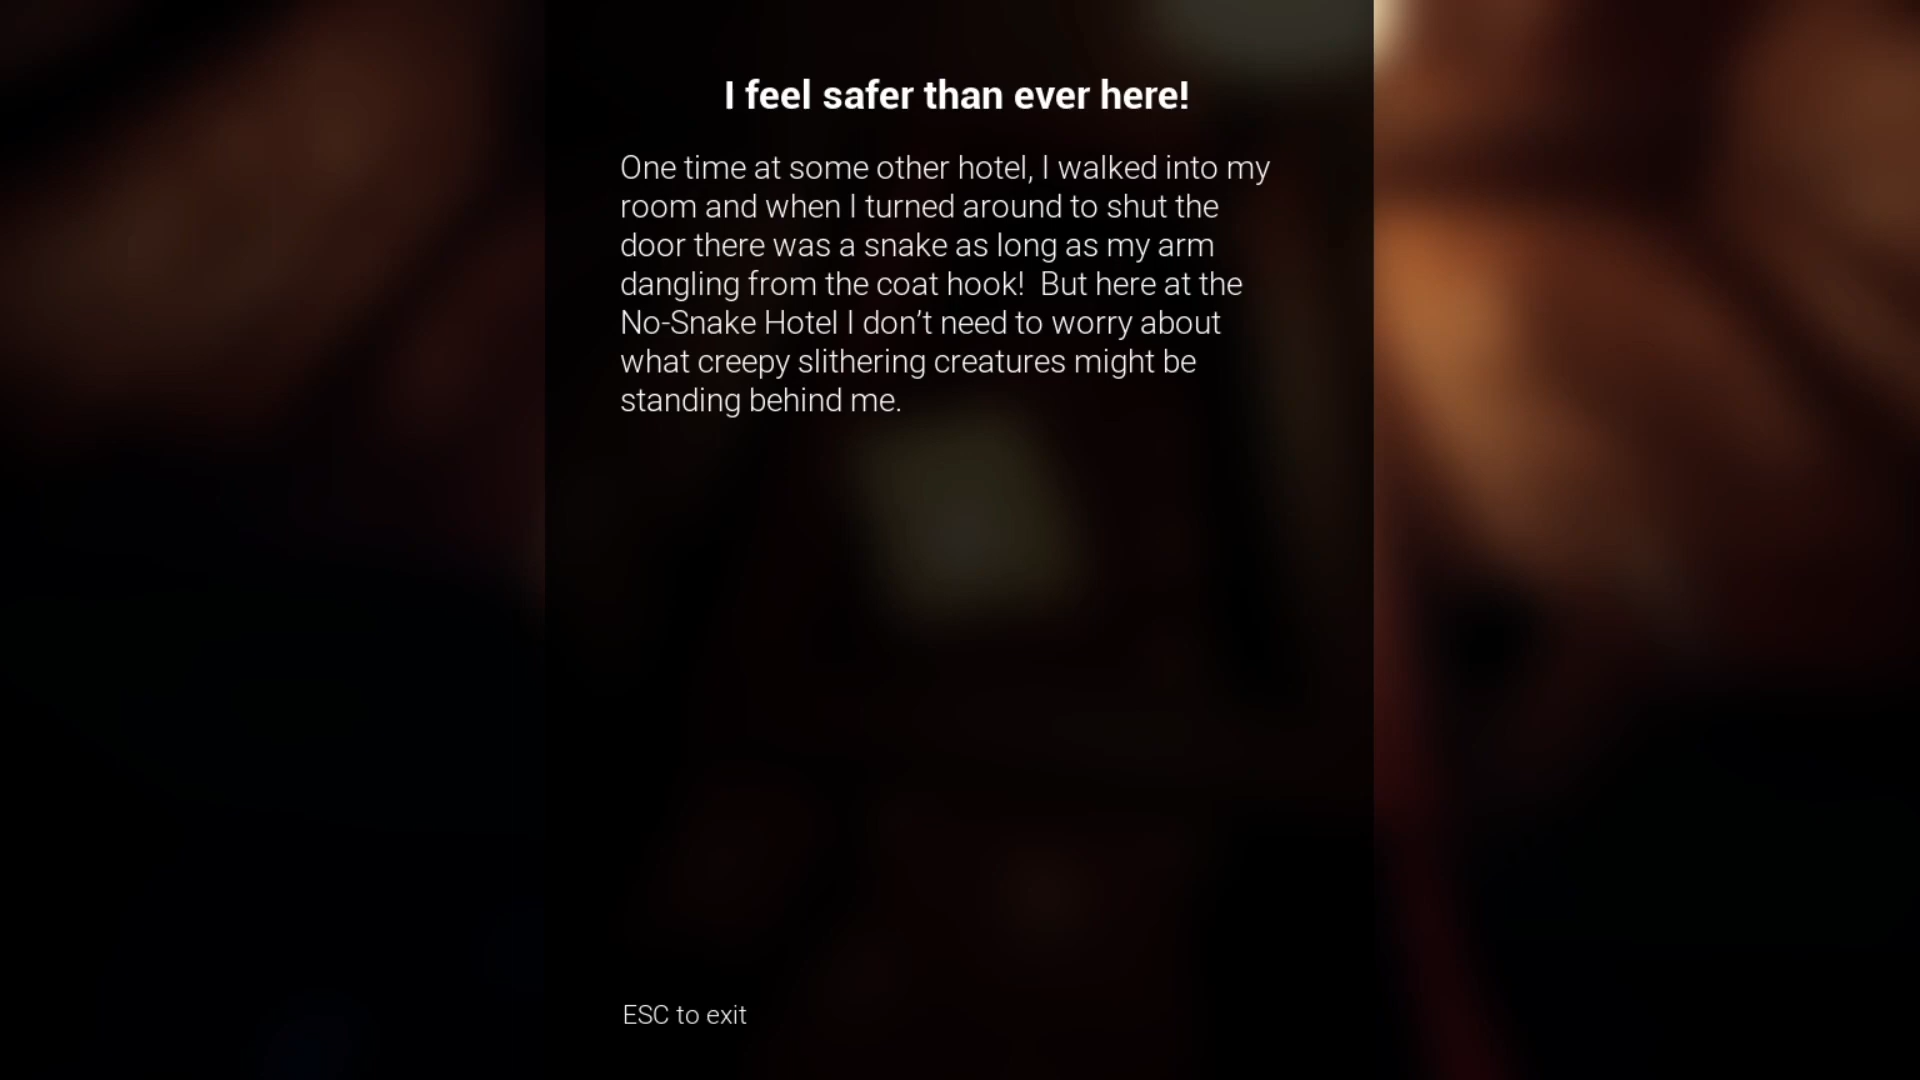 I feel safer than ever here!
One time at some other hotel, I walked into my
room and when I turned around to shut the
door there was a snake as long as my arm
dangling from the coat hook!  But here at the
No-Snake Hotel I don’t need to worry about
what creepy slithering creatures might be
standing behind me.
ESC to exit